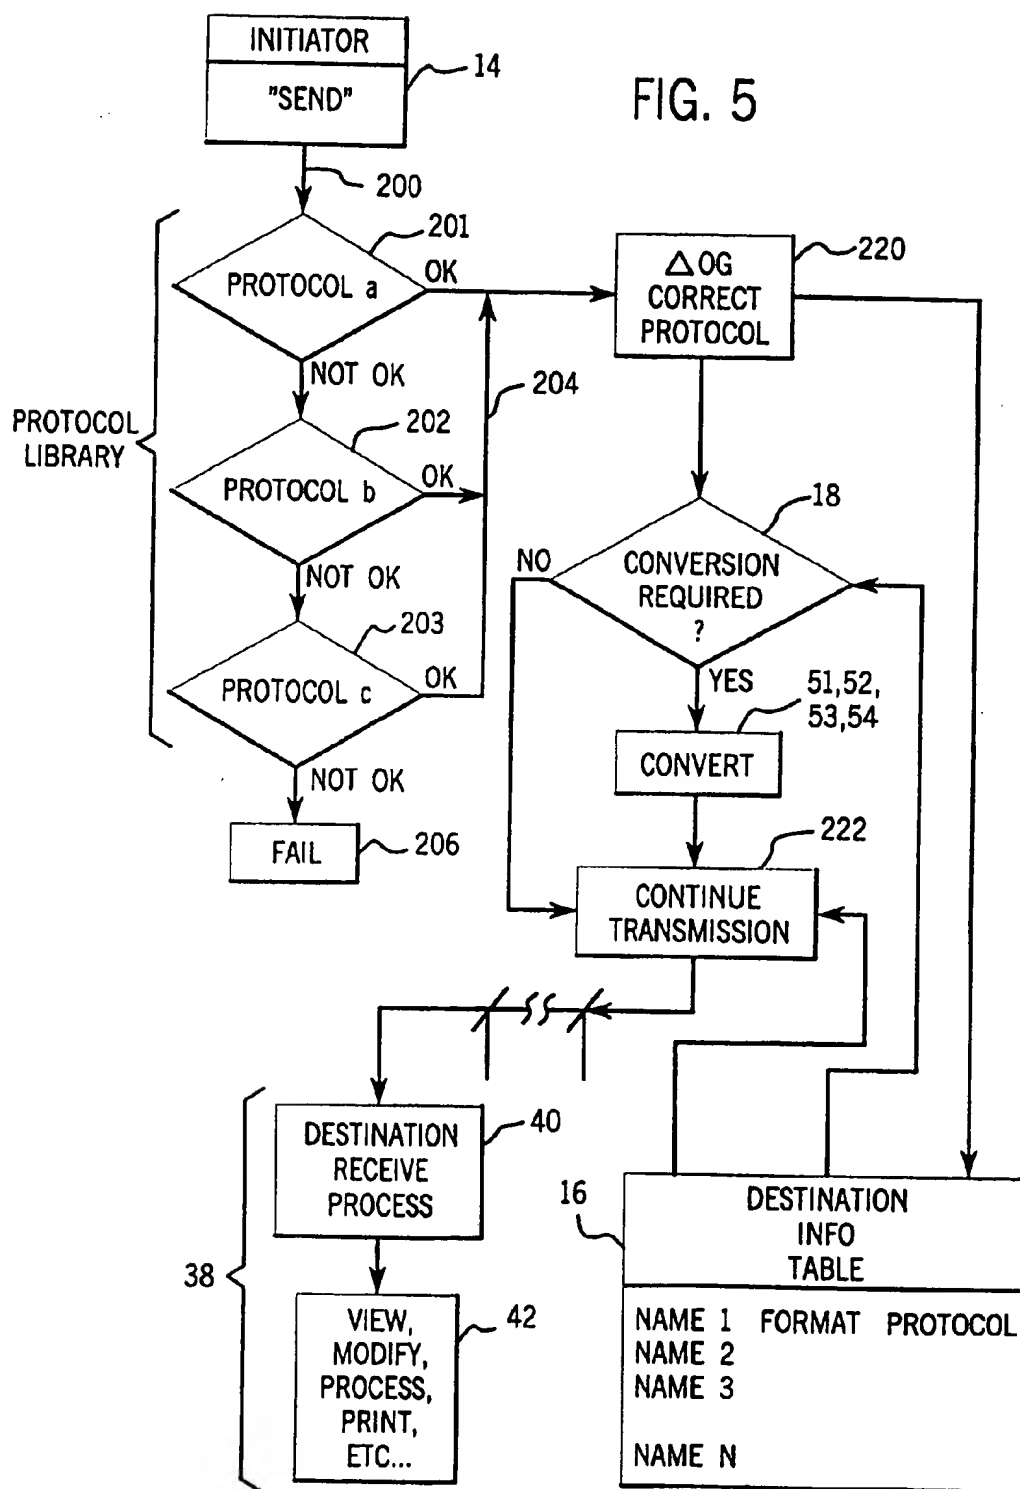 INITIATOR
"SEND"
14
FIG. 5
200
201
PROTOCOL a
OK
NOT OK
220
△OG
CORRECT
PROTOCOL
204
PROTOCOL
LIBRARY
202
PROTOCOL b
OK
NOT OK
18
NO
CONVERSION
REQUIRED
?
YES
203
PROTOCOL c
OK
NOT OK
51,52,
53,54
CONVERT
FAIL
206
222
CONTINUE
TRANSMISSION
38
DESTINATION
RECEIVE
PROCESS
40
VIEW,
MODIFY,
PROCESS,
PRINT,
ETC...
42
16
DESTINATION
INFO
TABLE
NAME 1 FORMAT PROTOCOL
NAME 2
NAME 3
NAME N